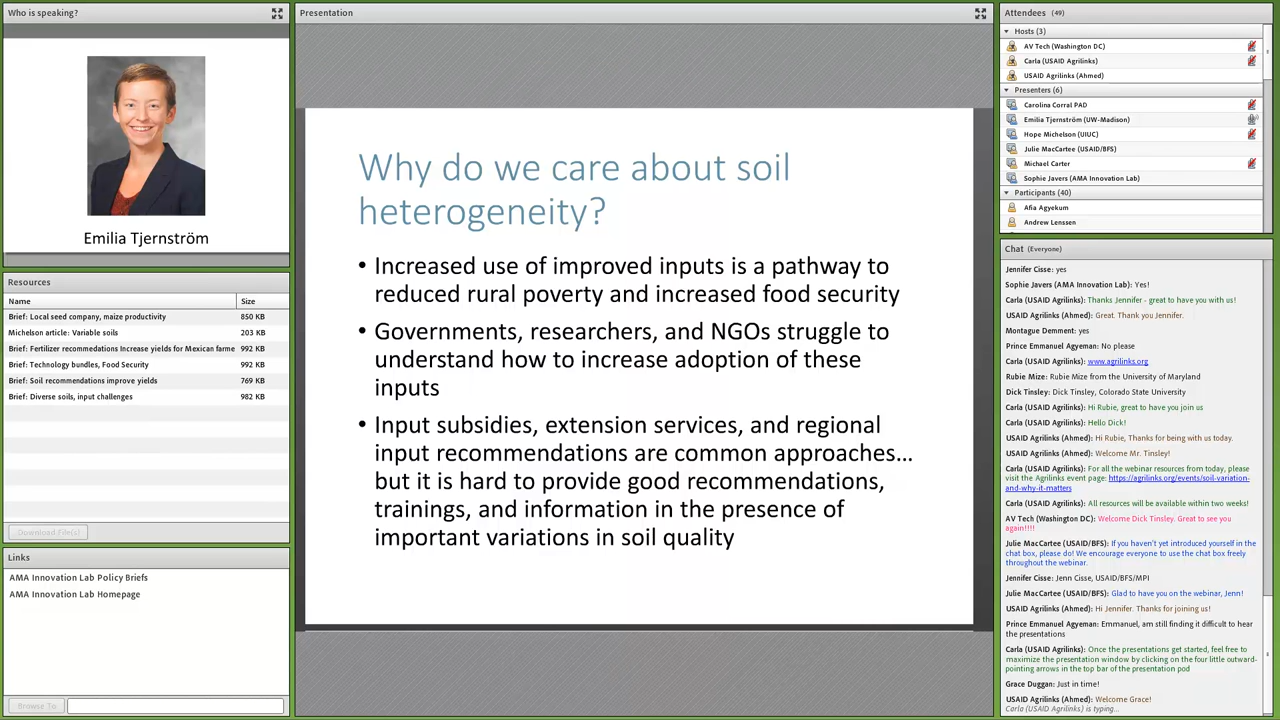 Who is speaking?
Emilia Tjernström
Resources
Name Size
Brief: Local seed company, maize productivity 850 KB
Michelson article: Variable soils 203 KB
Brief: Fertilizer recommendations Increase yields for Mexican farme 992 KB
Brief: Technology bundles, Food Security 992 KB
Brief: Soil recommendations improve yields 769 KB
Brief: Diverse soils, input challenges 982 KB
Download File(s)
Links
AMA Innovation Lab Policy Briefs
AMA Innovation Lab Homepage
Browse To
Presentation
Why do we care about soil
heterogeneity?
• Increased use of improved inputs is a pathway to
reduced rural poverty and increased food security
• Governments, researchers, and NGOs struggle to
understand how to increase adoption of these
inputs
• Input subsidies, extension services, and regional
input recommendations are common approaches...
but it is hard to provide good recommendations,
trainings, and information in the presence of
important variations in soil quality
Attendees (49)
Hosts (3)
AV Tech (Washington DC)
Carla (USAID Agrilinks)
USAID Agrilinks (Ahmed)
Presenters (6)
Carolina Corral PAD
Emilia Tjernström (UW-Madison)
Hope Michelson (UIUC)
Julie MacCartee (USAID/BFS)
Michael Carter
Sophie Javers (AMA Innovation Lab)
Participants (40)
Afia Agyekum
Andrew Lenssen
Chat (Everyone)
Jennifer Cisse: yes
Sophie Javers (AMA Innovation Lab): Yes!
Carla (USAID Agrilinks): Thanks Jennifer - great to have you with us!
USAID Agrilinks (Ahmed): Great. Thank you Jennifer.
Montague Demment: yes
Prince Emmanuel Agyeman: No please
Carla (USAID Agrilinks): www.agrilinks.org
Rubie Mize: Rubie Mize from the University of Maryland
Dick Tinsley: Dick Tinsley, Colorado State University
Carla (USAID Agrilinks): Hi Rubie, great to have you join us
Carla (USAID Agrilinks): Hello Dick!
USAID Agrilinks (Ahmed): Hi Rubie, Thanks for being with us today.
USAID Agrilinks (Ahmed): Welcome Mr. Tinsley!
Carla (USAID Agrilinks): For all the webinar resources from today, please
visit the Agrilinks event page: https://agrilinks.org/events/soil-variation-
and-why-it-matters
Carla (USAID Agrilinks): All resources will be available within two weeks!
AV Tech (Washington DC): Welcome Dick Tinsley. Great to see you
again!!!!
Julie MacCartee (USAID/BFS): If you haven't yet introduced yourself in the
chat box, please do! We encourage everyone to use the chat box freely
throughout the webinar.
Jennifer Cisse: Jenn Cisse, USAID/BFS/MPI
Julie MacCartee (USAID/BFS): Glad to have you on the webinar, Jenn!
USAID Agrilinks (Ahmed): Hi Jennifer. Thanks for joining us!
Prince Emmanuel Agyeman: Emmanuel, am still finding it difficult to hear
the presentations
Carla (USAID Agrilinks): Once the presentations get started, feel free to
maximize the presentation window by clicking on the four little outward-
pointing arrows in the top bar of the presentation pod
Grace Duggan: Just in time!
USAID Agrilinks (Ahmed): Welcome Grace!
Carla (USAID Agrilinks) is typing...